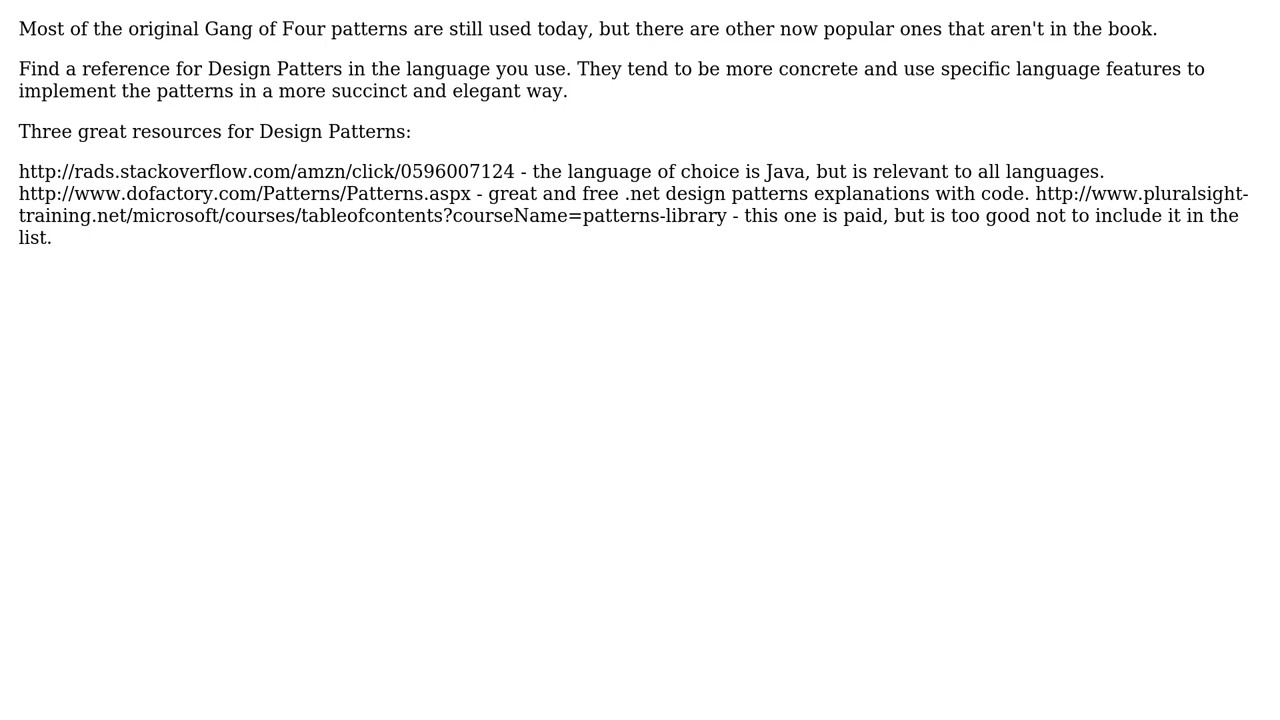 Most of the original Gang of Four patterns are still used today, but there are other now popular ones that aren't in the book.
Find a reference for Design Patters in the language you use. They tend to be more concrete and use specific language features to
implement the patterns in a more succinct and elegant way.
Three great resources for Design Patterns:
http://rads.stackoverflow.com/amzn/click/0596007124 - the language of choice is Java, but is relevant to all languages.
http://www.dofactory.com/Patterns/Patterns.aspx - great and free .net design patterns explanations with code. http://www.pluralsight-
training.net/microsoft/courses/tableofcontents?courseName=patterns-library - this one is paid, but is too good not to include it in the
list.